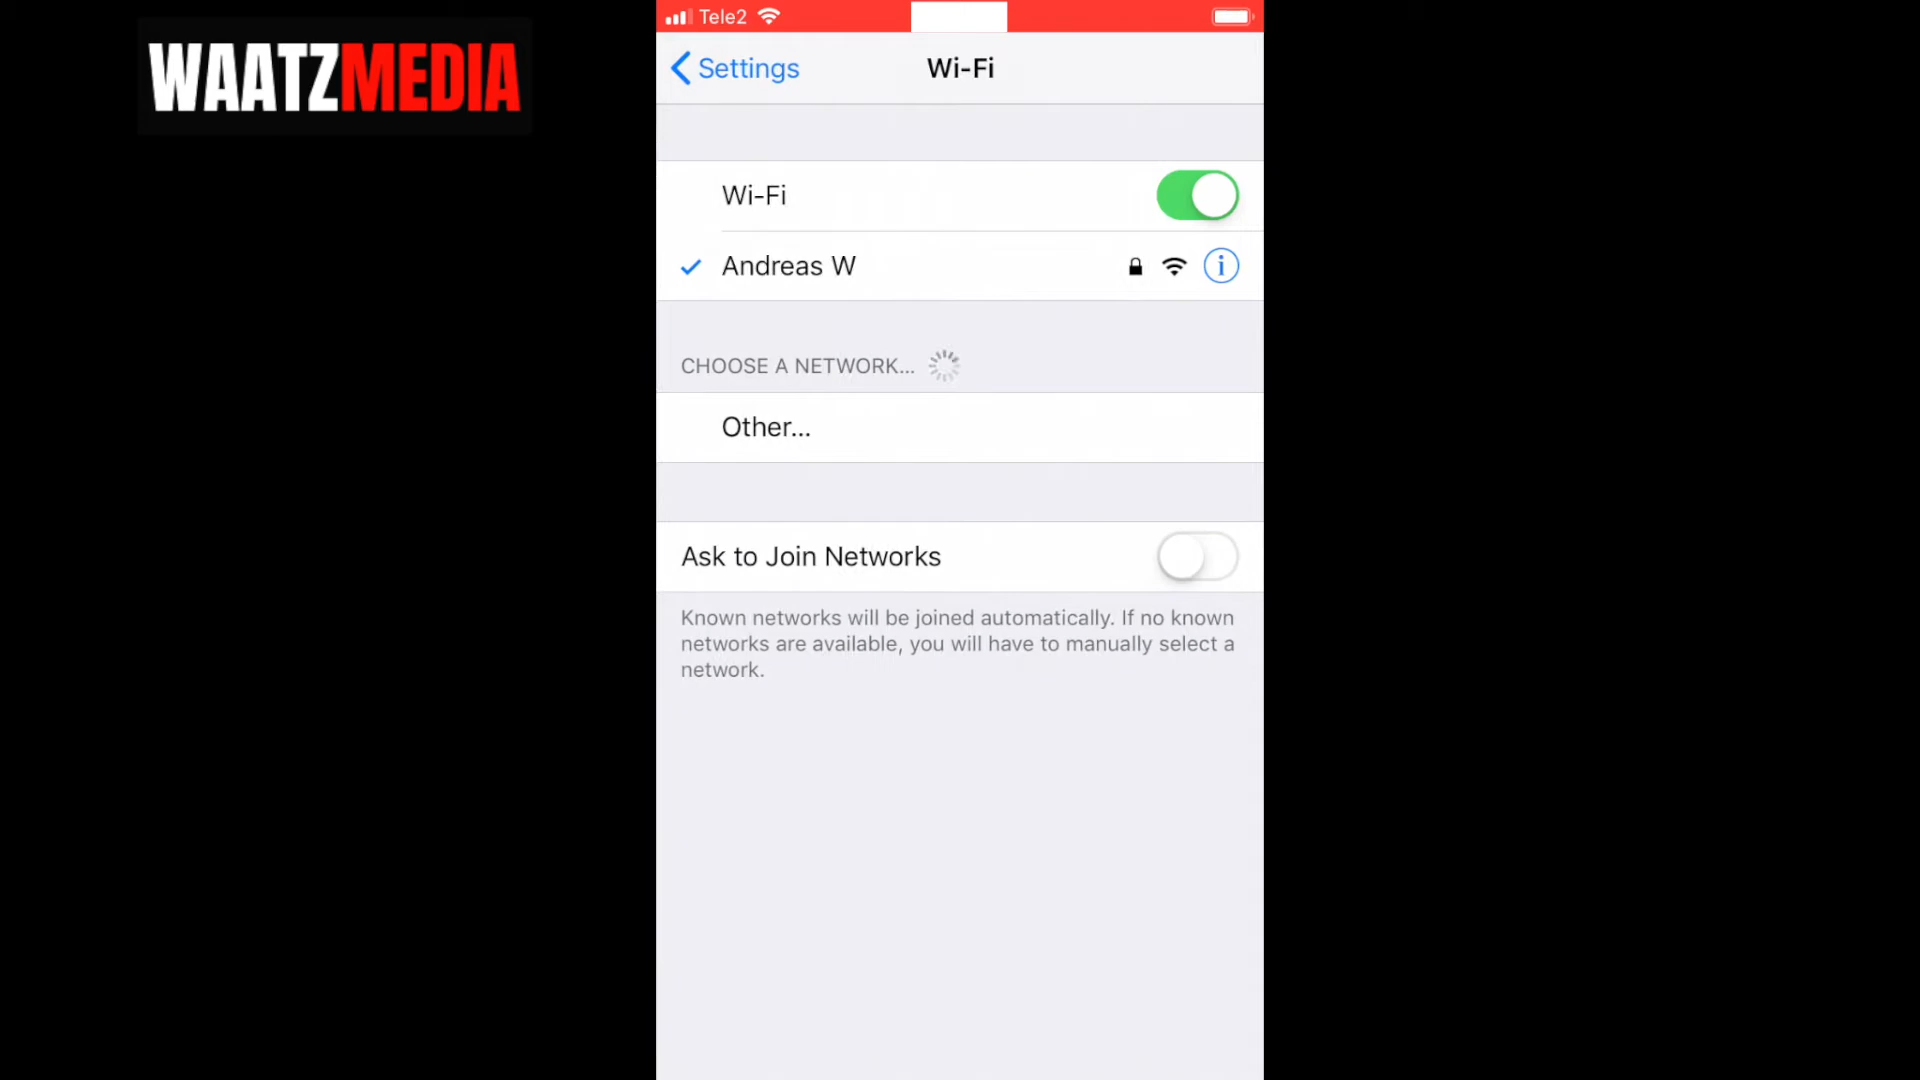 WAATZMEDIA
Tele2
Settings
Wi-Fi
Wi-Fi
Andreas W
CHOOSE A NETWORK...
Other...
Ask to Join Networks
Known networks will be joined automatically. If no known
networks are available, you will have to manually select a
network.